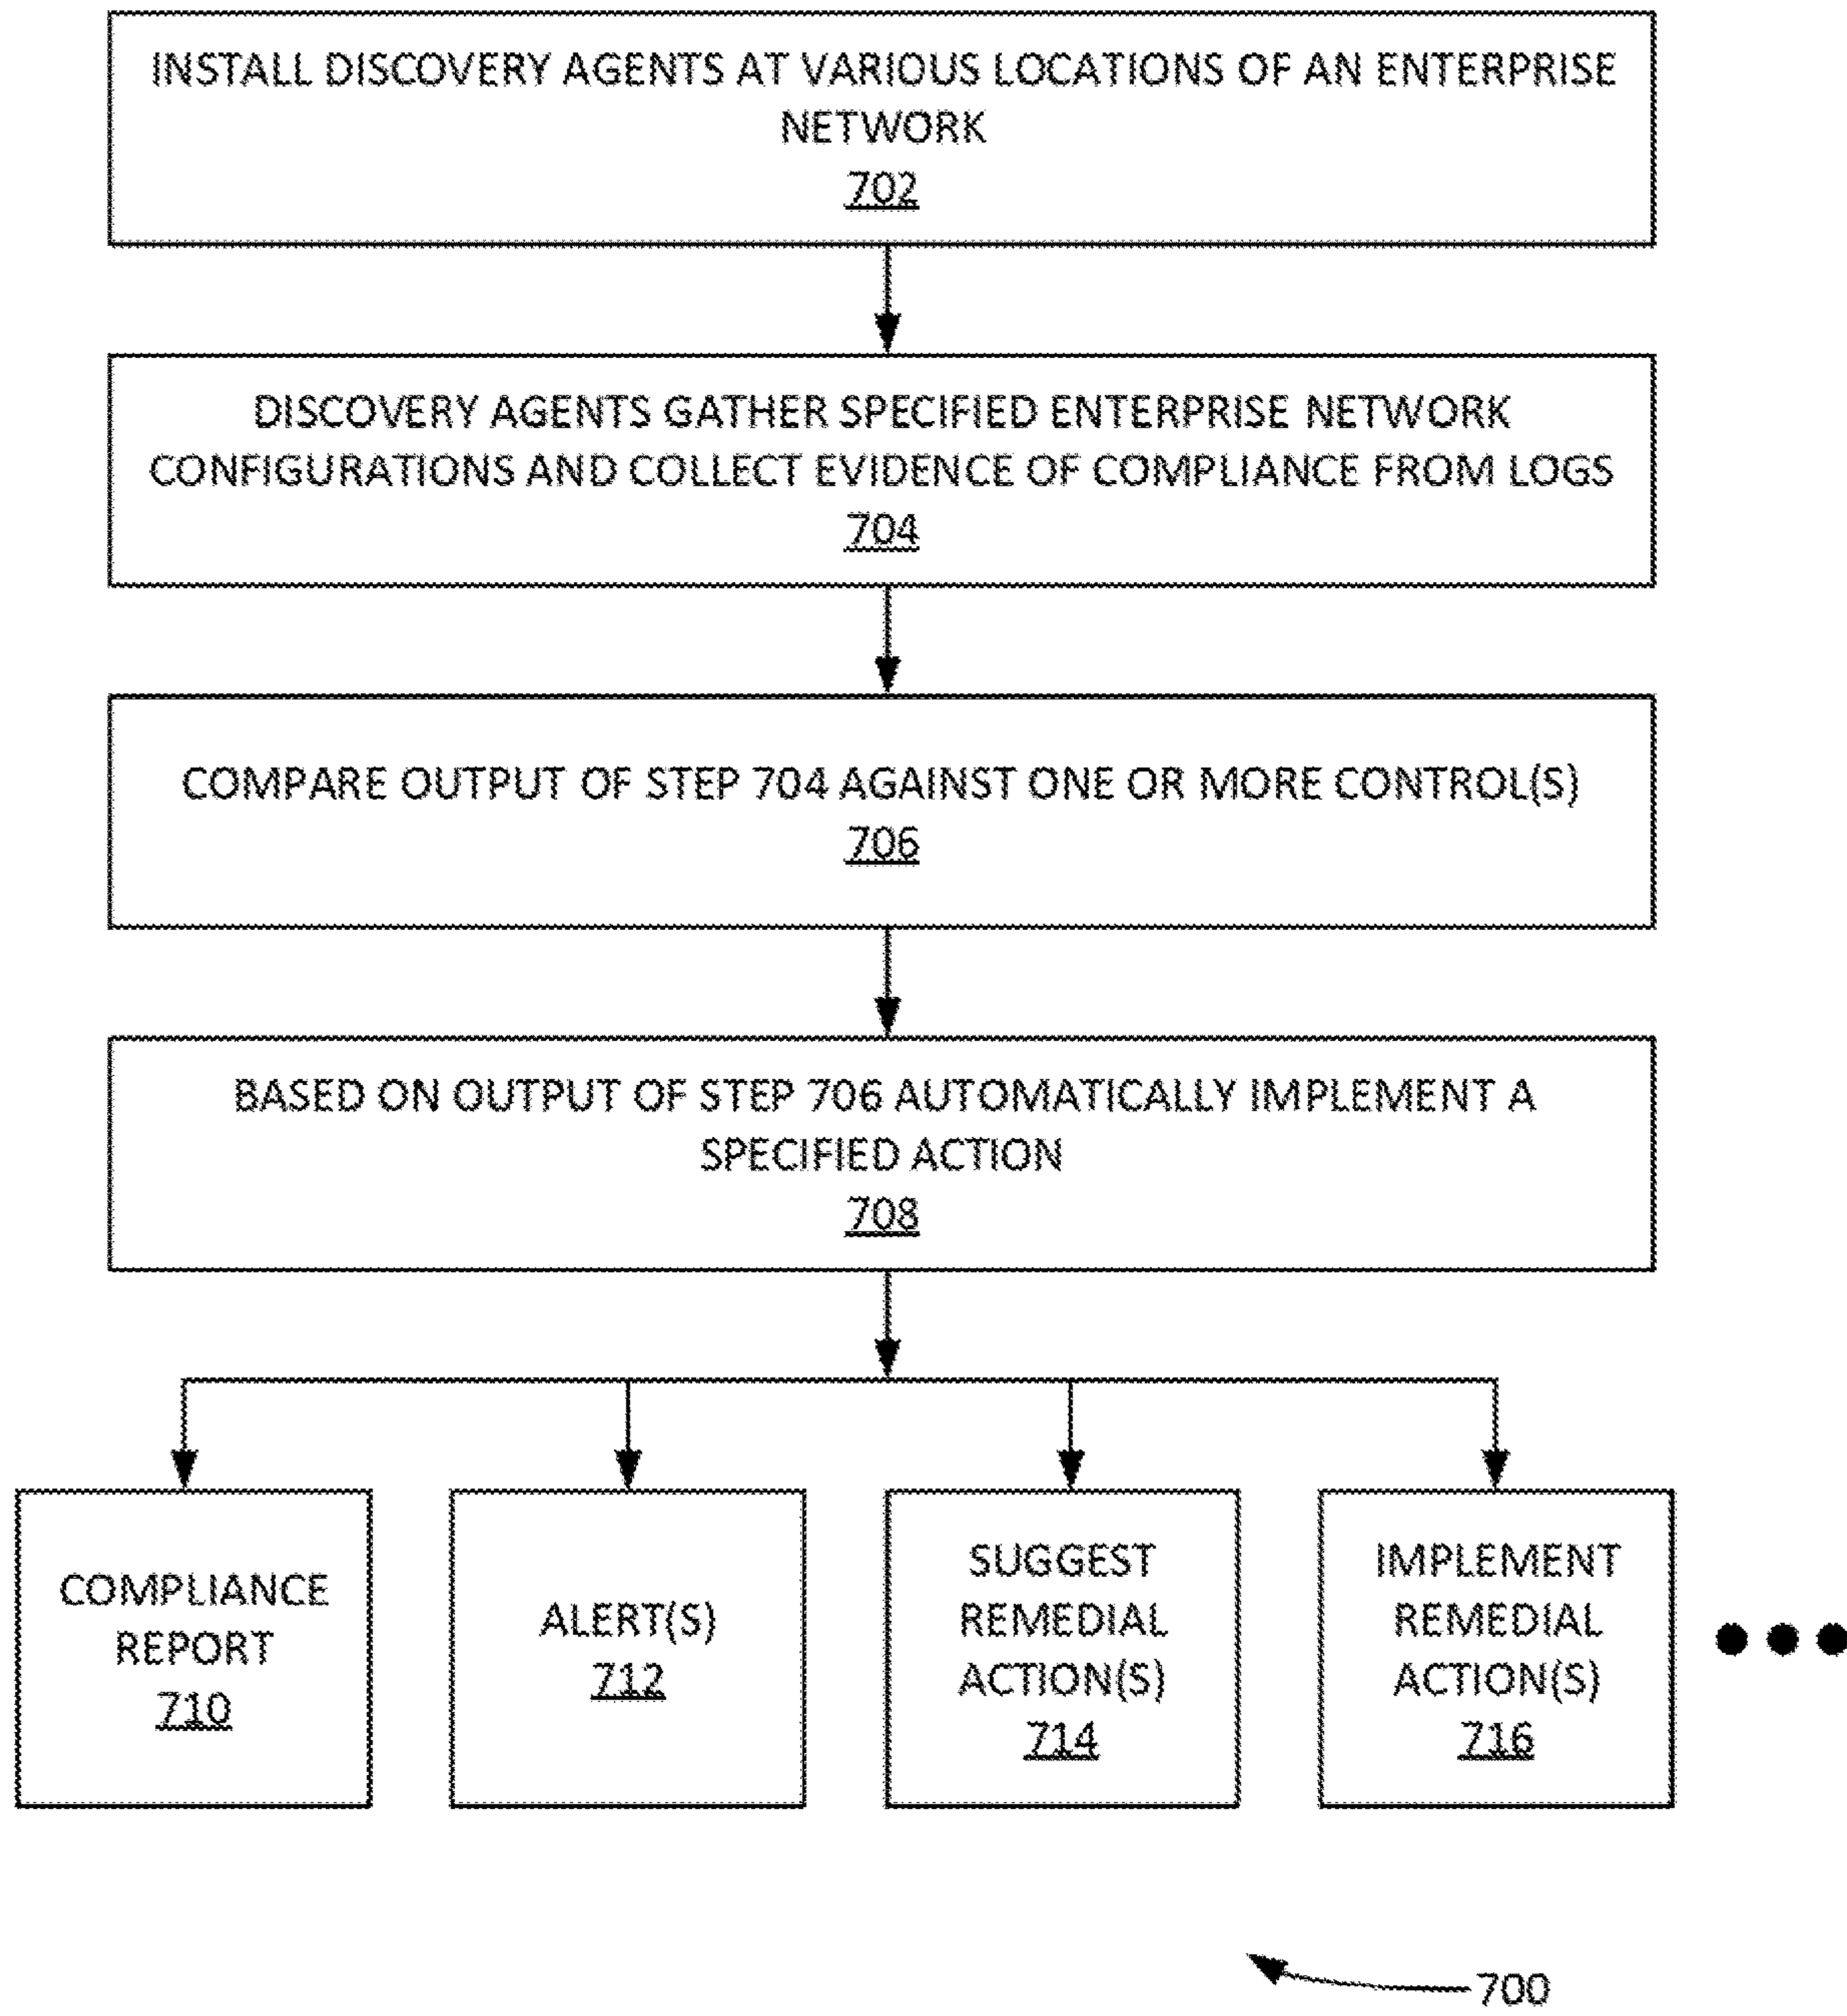 INSTALL DISCOVERY AGENTS AT VARIOUS LOCATIONS OF AN ENTERPRISE
NETWORK
702
DISCOVERY AGENTS GATHER SPECIFIED ENTERPRISE NETWORK
CONFIGURATIONS AND COLLECT EVIDENCE OF COMPLIANCE FROM LOGS
704
COMPARE OUTPUT OF STEP 704 AGAINST ONE OR MORE CONTROL(S)
706
BASED ON OUTPUT OF STEP 706 AUTOMATICALLY IMPLEMENT A
SPECIFIED ACTION
708
COMPLIANCE
REPORT
710
ALERT(S)
712
SUGGEST
REMEDIAL
ACTION(S)
714
IMPLEMENT
REMEDIAL
ACTION(S)
716
700